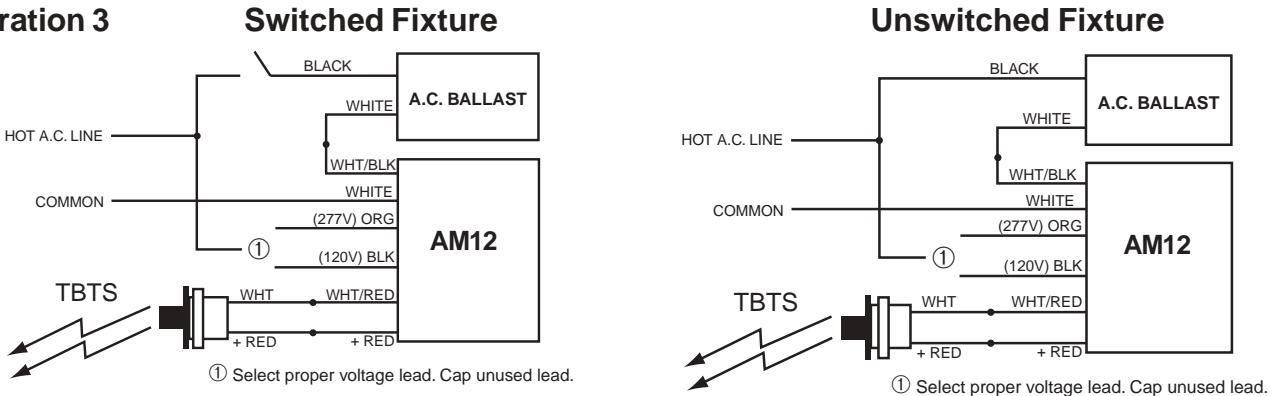 ration 3
Switched Fixture
BLACK
A.C. BALLAST
WHITE
HOT A.C. LINE
WHT/BLK
WHITE
COMMON
(277V) ORG
AM12
①
(120V) BLK
TBTS
WHT
WHT/RED
+ RED
+ RED
① Select proper voltage lead. Cap unused lead.
Unswitched Fixture
BLACK
A.C. BALLAST
WHITE
HOT A.C. LINE
WHT/BLK
WHITE
COMMON
(277V) ORG
AM12
①
(120V) BLK
TBTS
WHT
WHT/RED
+ RED
+ RED
① Select proper voltage lead. Cap unused lead.